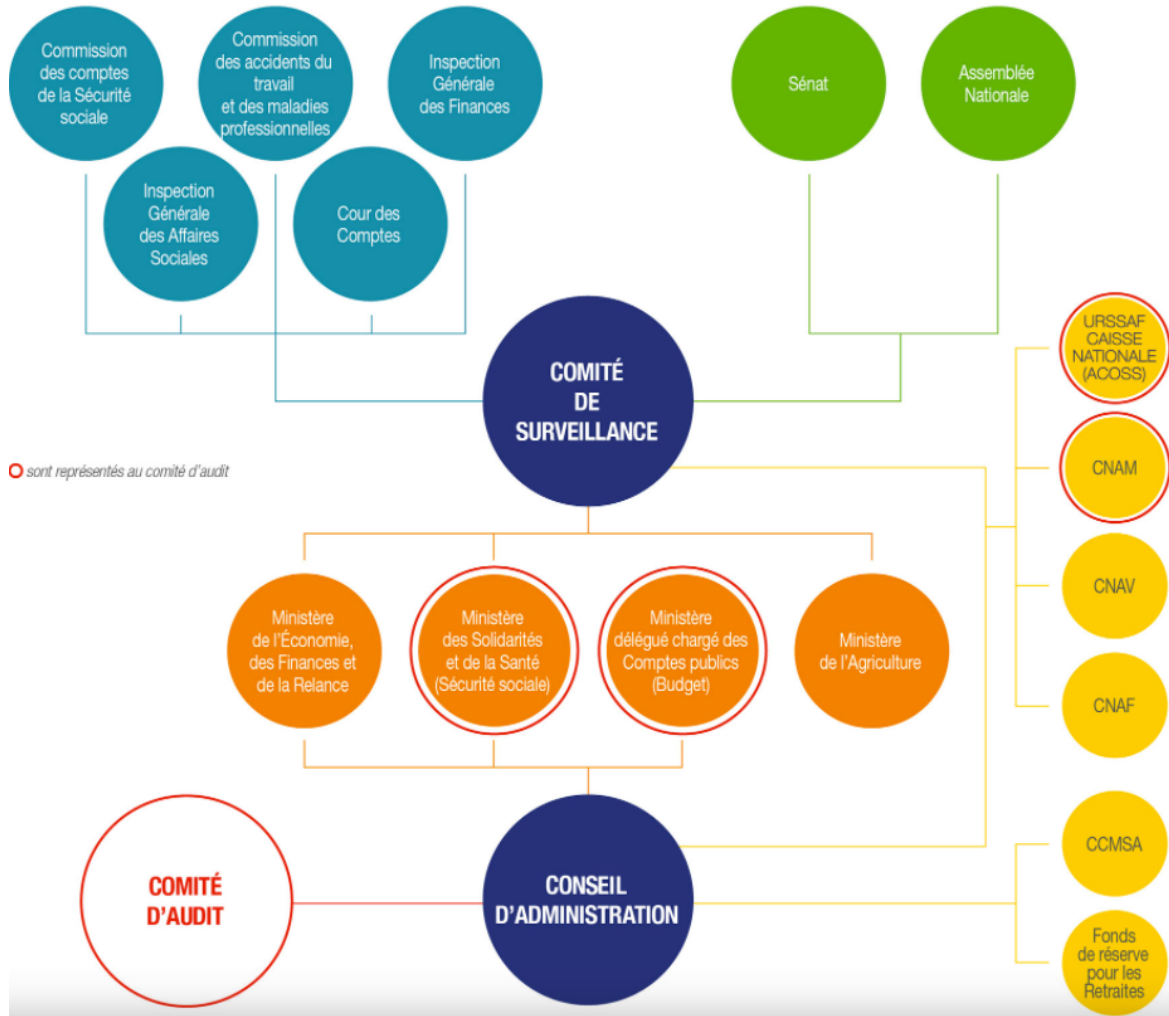 Commission
des comptes
de la Sécurité
sociale
Commission
des accidents du
travail
et des maladies
professionnelles
Inspection
Générale
des Finances
Sénat
Assemblée
Nationale
Inspection
Générale
des Affaires
Sociales
Cour des
Comptes
COMITÉ
DE
SURVEILLANCE
URSSAF
CAISSE
NATIONALE
(ACOSS)
CNAM
sont représentés au comité d'audit
CNAV
Ministère
de l'Économie,
des Finances et
de la Relance
Ministère
des Solidarités
et de la Santé
(Sécurité sociale)
Ministère
délégué chargé des
Comptes publics
(Budget)
Ministère
de l'Agriculture
CNAF
CCMSA
COMITÉ
D'AUDIT
CONSEIL
D'ADMINISTRATION
Fonds
de réserve
pour les
Retraites